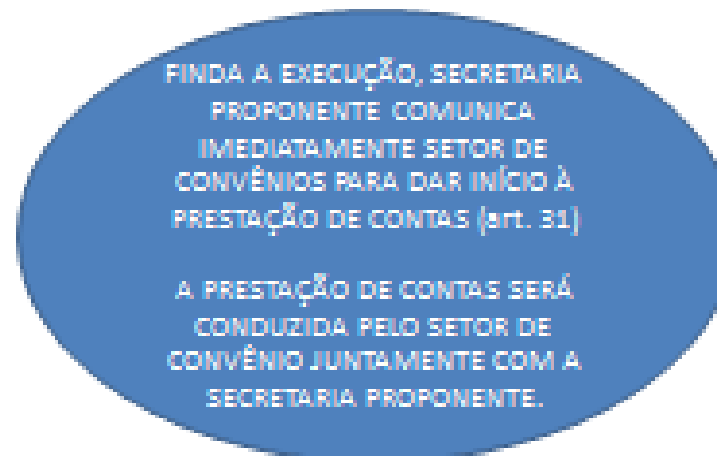 FINDA A EXECUÇÃO, SECRETARIA
PROPONENTE COMUNICA
IMEDIATAMENTE SETOR DE
CONVÊNIOS PARA DAR INÍCIO À
PRESTAÇÃO DE CONTAS (art. 31)
A PRESTAÇÃO DE CONTAS SERÁ
CONDUZIDA PELO SETOR DE
CONVÊNIO JUNTAMENTE COM A
SECRETARIA PROPONENTE.